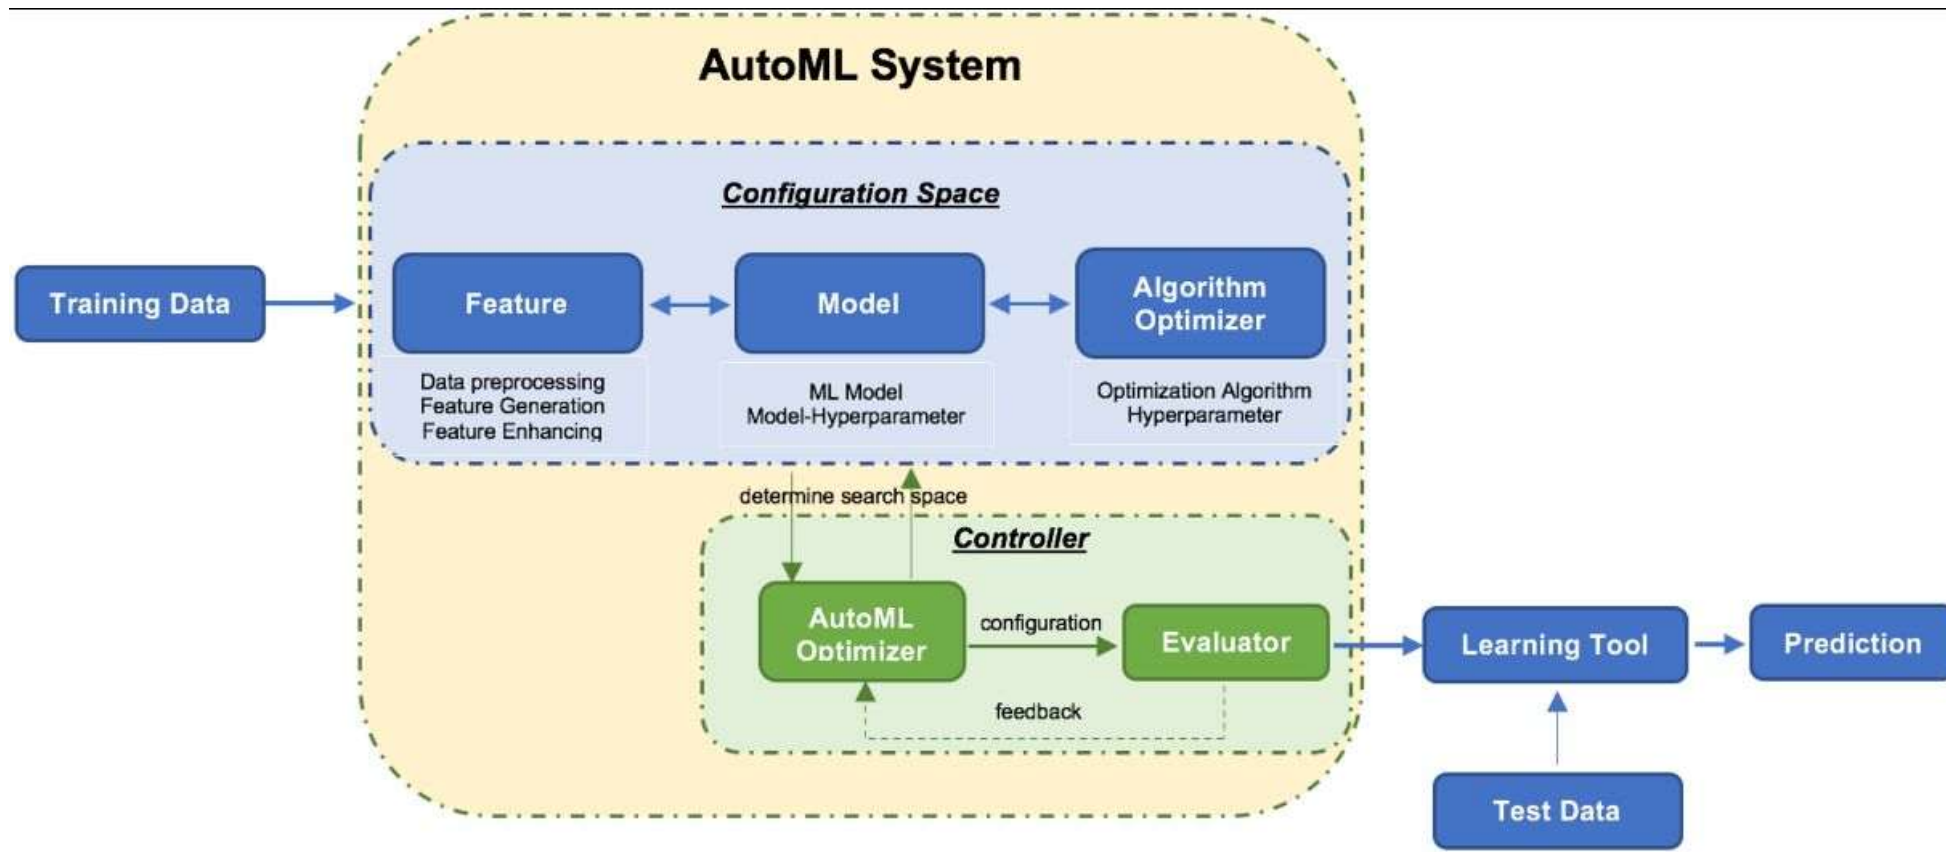 AutoML System
Configuration Space
Training Data
Feature
Model
Algorithm
Optimizer
Data preprocessing
Feature Generation
Feature Enhancing
ML Model
Model-Hyperparameter
Optimization Algorithm
Hyperparameter
determine search space
Controller
AutoML
Optimizer
configuration
Evaluator
feedback
Learning Tool
Prediction
Test Data